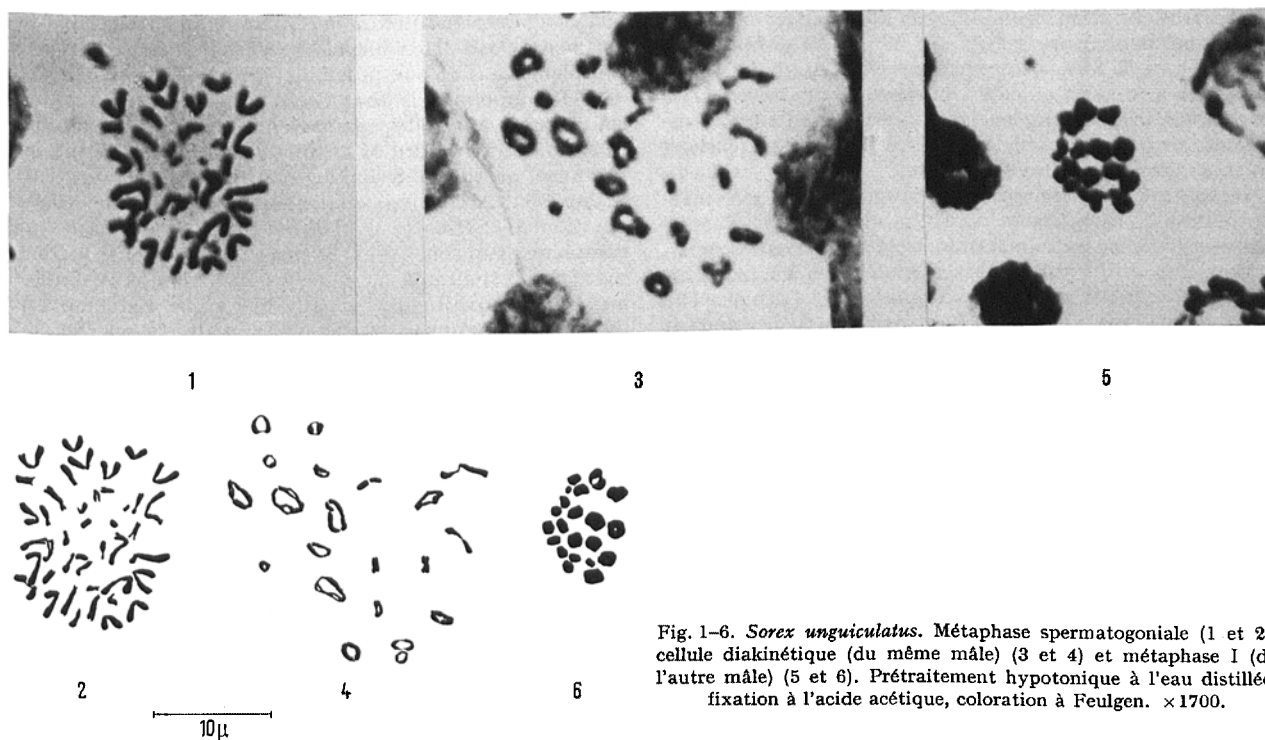 1
3
5
2
4
6
10μ
Fig. 1–6. Sorex unguiculatus. Métaphase spermatogoniale (1 et 2
cellule diakinétique (du même mâle) (3 et 4) et métaphase I (d
l'autre mâle) (5 et 6). Prétraitement hypotonique à l'eau distillée
fixation à l'acide acétique, coloration à Feulgen. ×1700.